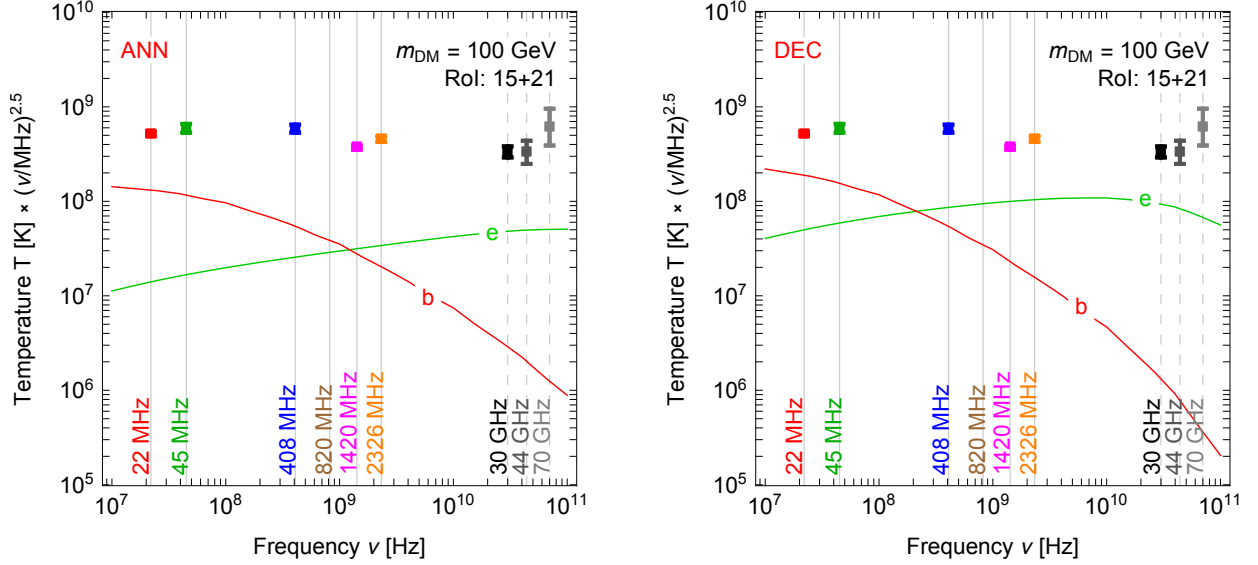 10^10
10^9
10^8
10^7
10^6
10^5
Temperature T [K] × (ν/MHz)^2.5
ANN
m_DM = 100 GeV
RoI: 15+21
e
b
22 MHz
45 MHz
408 MHz
820 MHz
1420 MHz
2326 MHz
30 GHz
44 GHz
70 GHz
10^7
10^8
10^9
10^10
10^11
Frequency ν [Hz]
10^10
10^9
10^8
10^7
10^6
10^5
Temperature T [K] × (ν/MHz)^2.5
DEC
m_DM = 100 GeV
RoI: 15+21
e
b
22 MHz
45 MHz
408 MHz
820 MHz
1420 MHz
2326 MHz
30 GHz
44 GHz
70 GHz
10^7
10^8
10^9
10^10
10^11
Frequency ν [Hz]